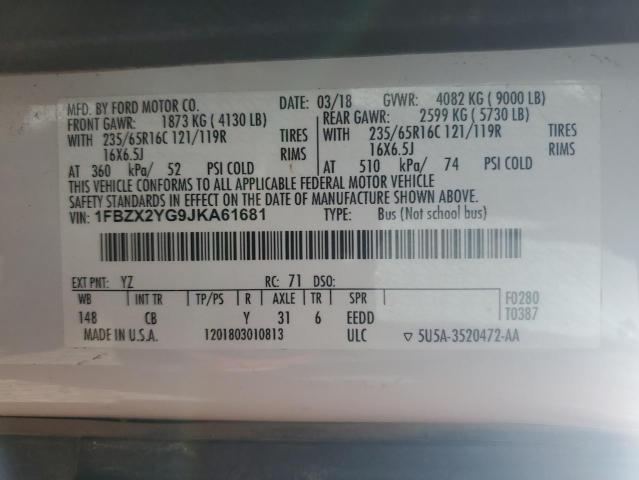 MFD. BY FORD MOTOR CO. DATE: 03/18 GVWR: 4082 KG ( 9000 LB)
FRONT GAWR: 1873 KG ( 4130 LB) REAR GAWR: 2599 KG ( 5730 LB)
WITH 235/65R16C 121/119R TIRES WITH 235/65R16C 121/119R TIRES
16X6.5J RIMS 16X6.5J RIMS
AT 360 kPa/ 52 PSI COLD AT 510 kPa/ 74 PSI COLD
THIS VEHICLE CONFORMS TO ALL APPLICABLE FEDERAL MOTOR VEHICLE
SAFETY STANDARDS IN EFFECT ON THE DATE OF MANUFACTURE SHOWN ABOVE.
VIN: 1FBZX2YG9JKA61681 TYPE: Bus (Not school bus)
EXT PNT: YZ RC: 71 DSO:
WB INT TR TP/PS R AXLE TR SPR F0280
148 CB Y 31 6 EEDD T0387
MADE IN U.S.A. 1201803010813 ULC ▽ 5U5A-3520472-AA